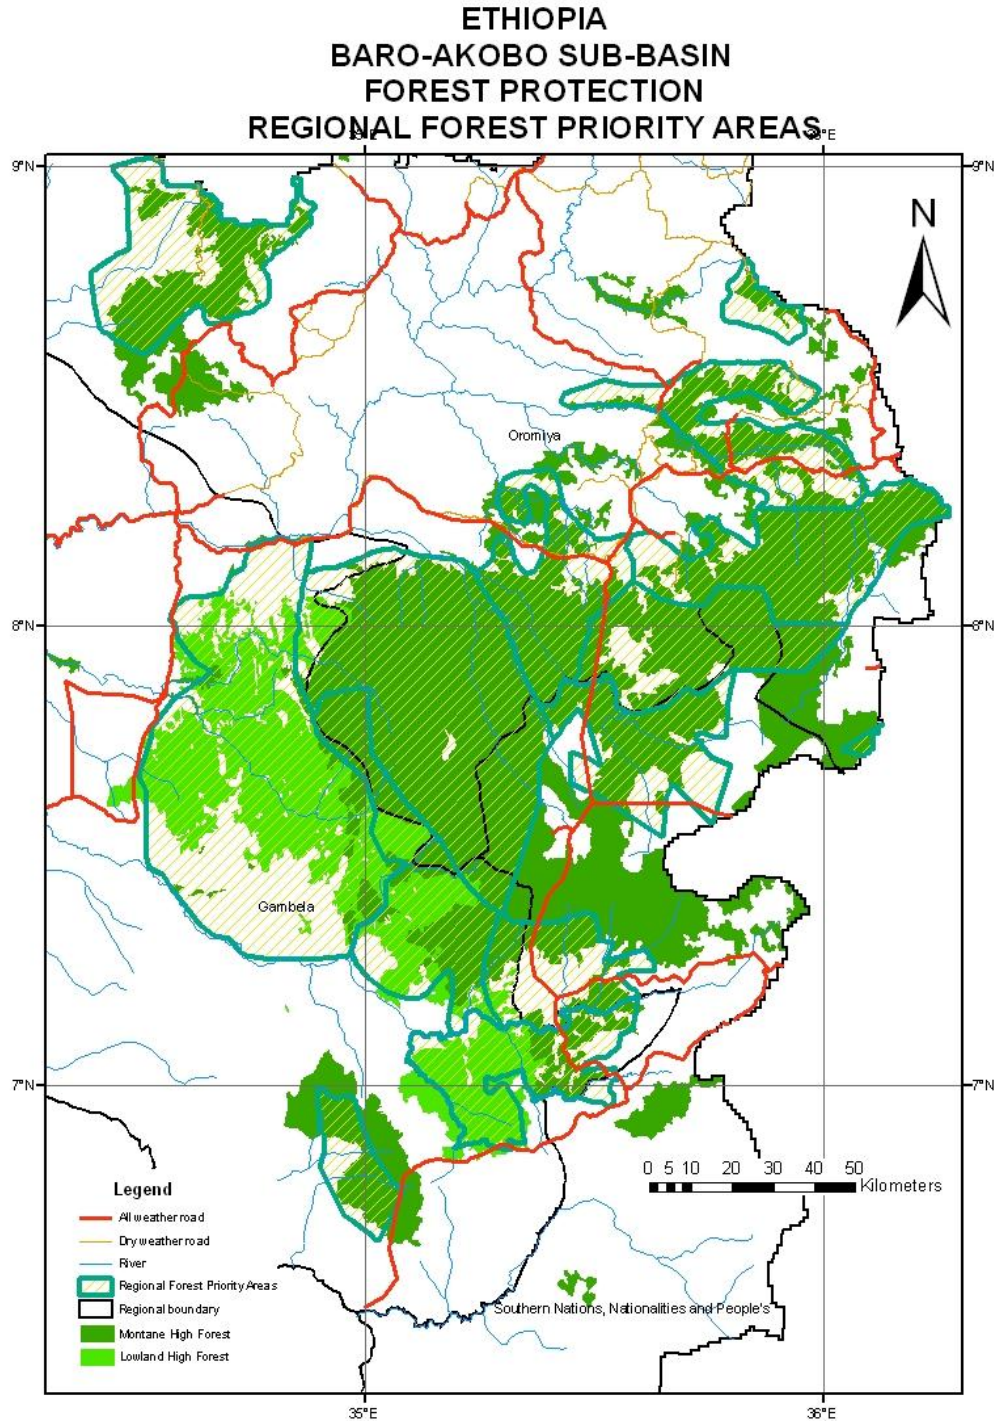 ETHIOPIA
BARO-AKOBO SUB-BASIN
FOREST PROTECTION
REGIONAL FOREST PRIORITY AREAS
35°E
36°E
9°N
9°N
N
Oromiya
8°N
8°N
Gambela
7°N
7°N
0 5 10 20 30 40 50
Kilometers
Legend
All weather road
Dry weather road
River
Regional Forest Priority Areas
Regional boundary
Montane High Forest
Lowland High Forest
Southern Nations, Nationalities and People's
35°E
36°E